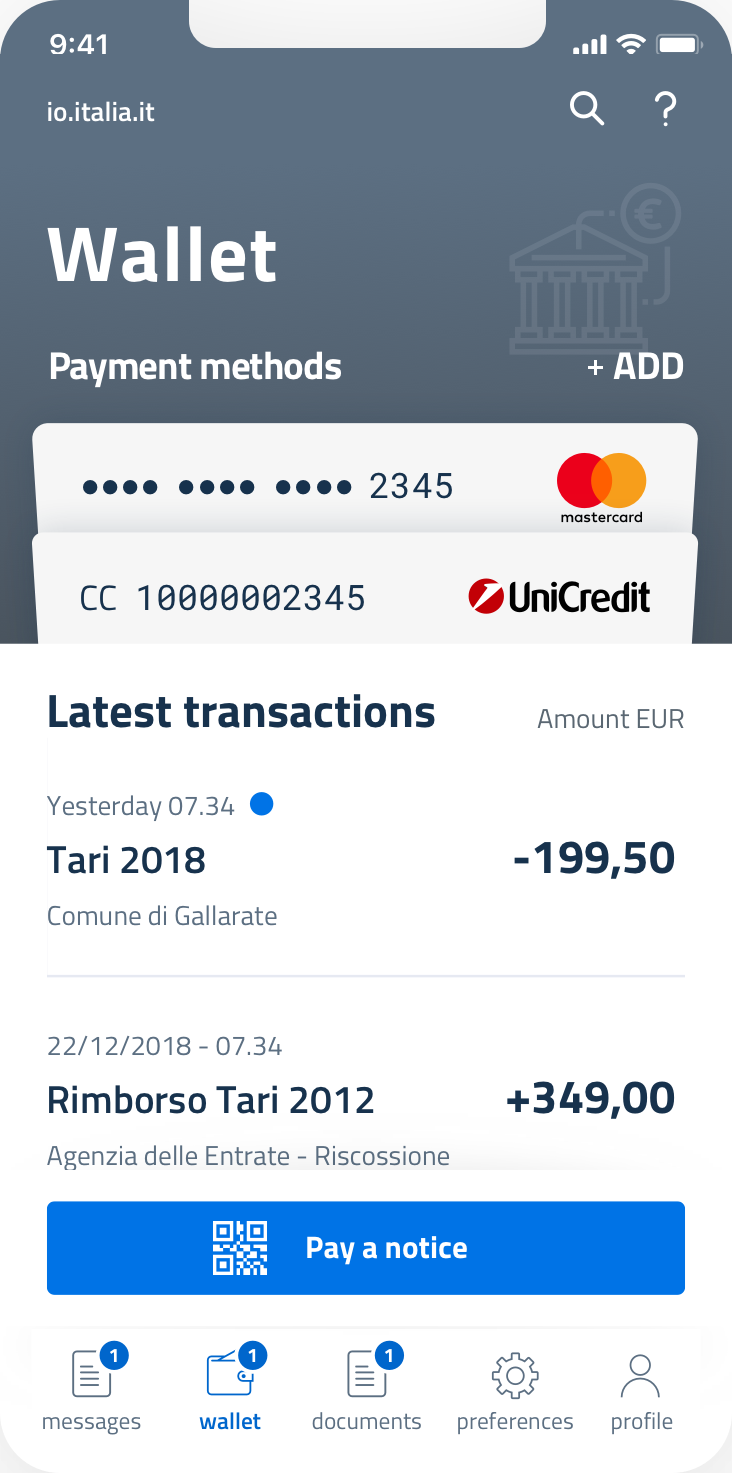 9:41
io.italia.it
Wallet
Payment methods
+ ADD
•••• •••• •••• 2345
mastercard
CC 10000002345
UniCredit
Latest transactions
Amount EUR
Yesterday 07.34
Tari 2018
-199,50
Comune di Gallarate
22/12/2018 - 07.34
Rimborso Tari 2012
+349,00
Agenzia delle Entrate - Riscossione
Pay a notice
1 1 1
messages wallet documents preferences profile